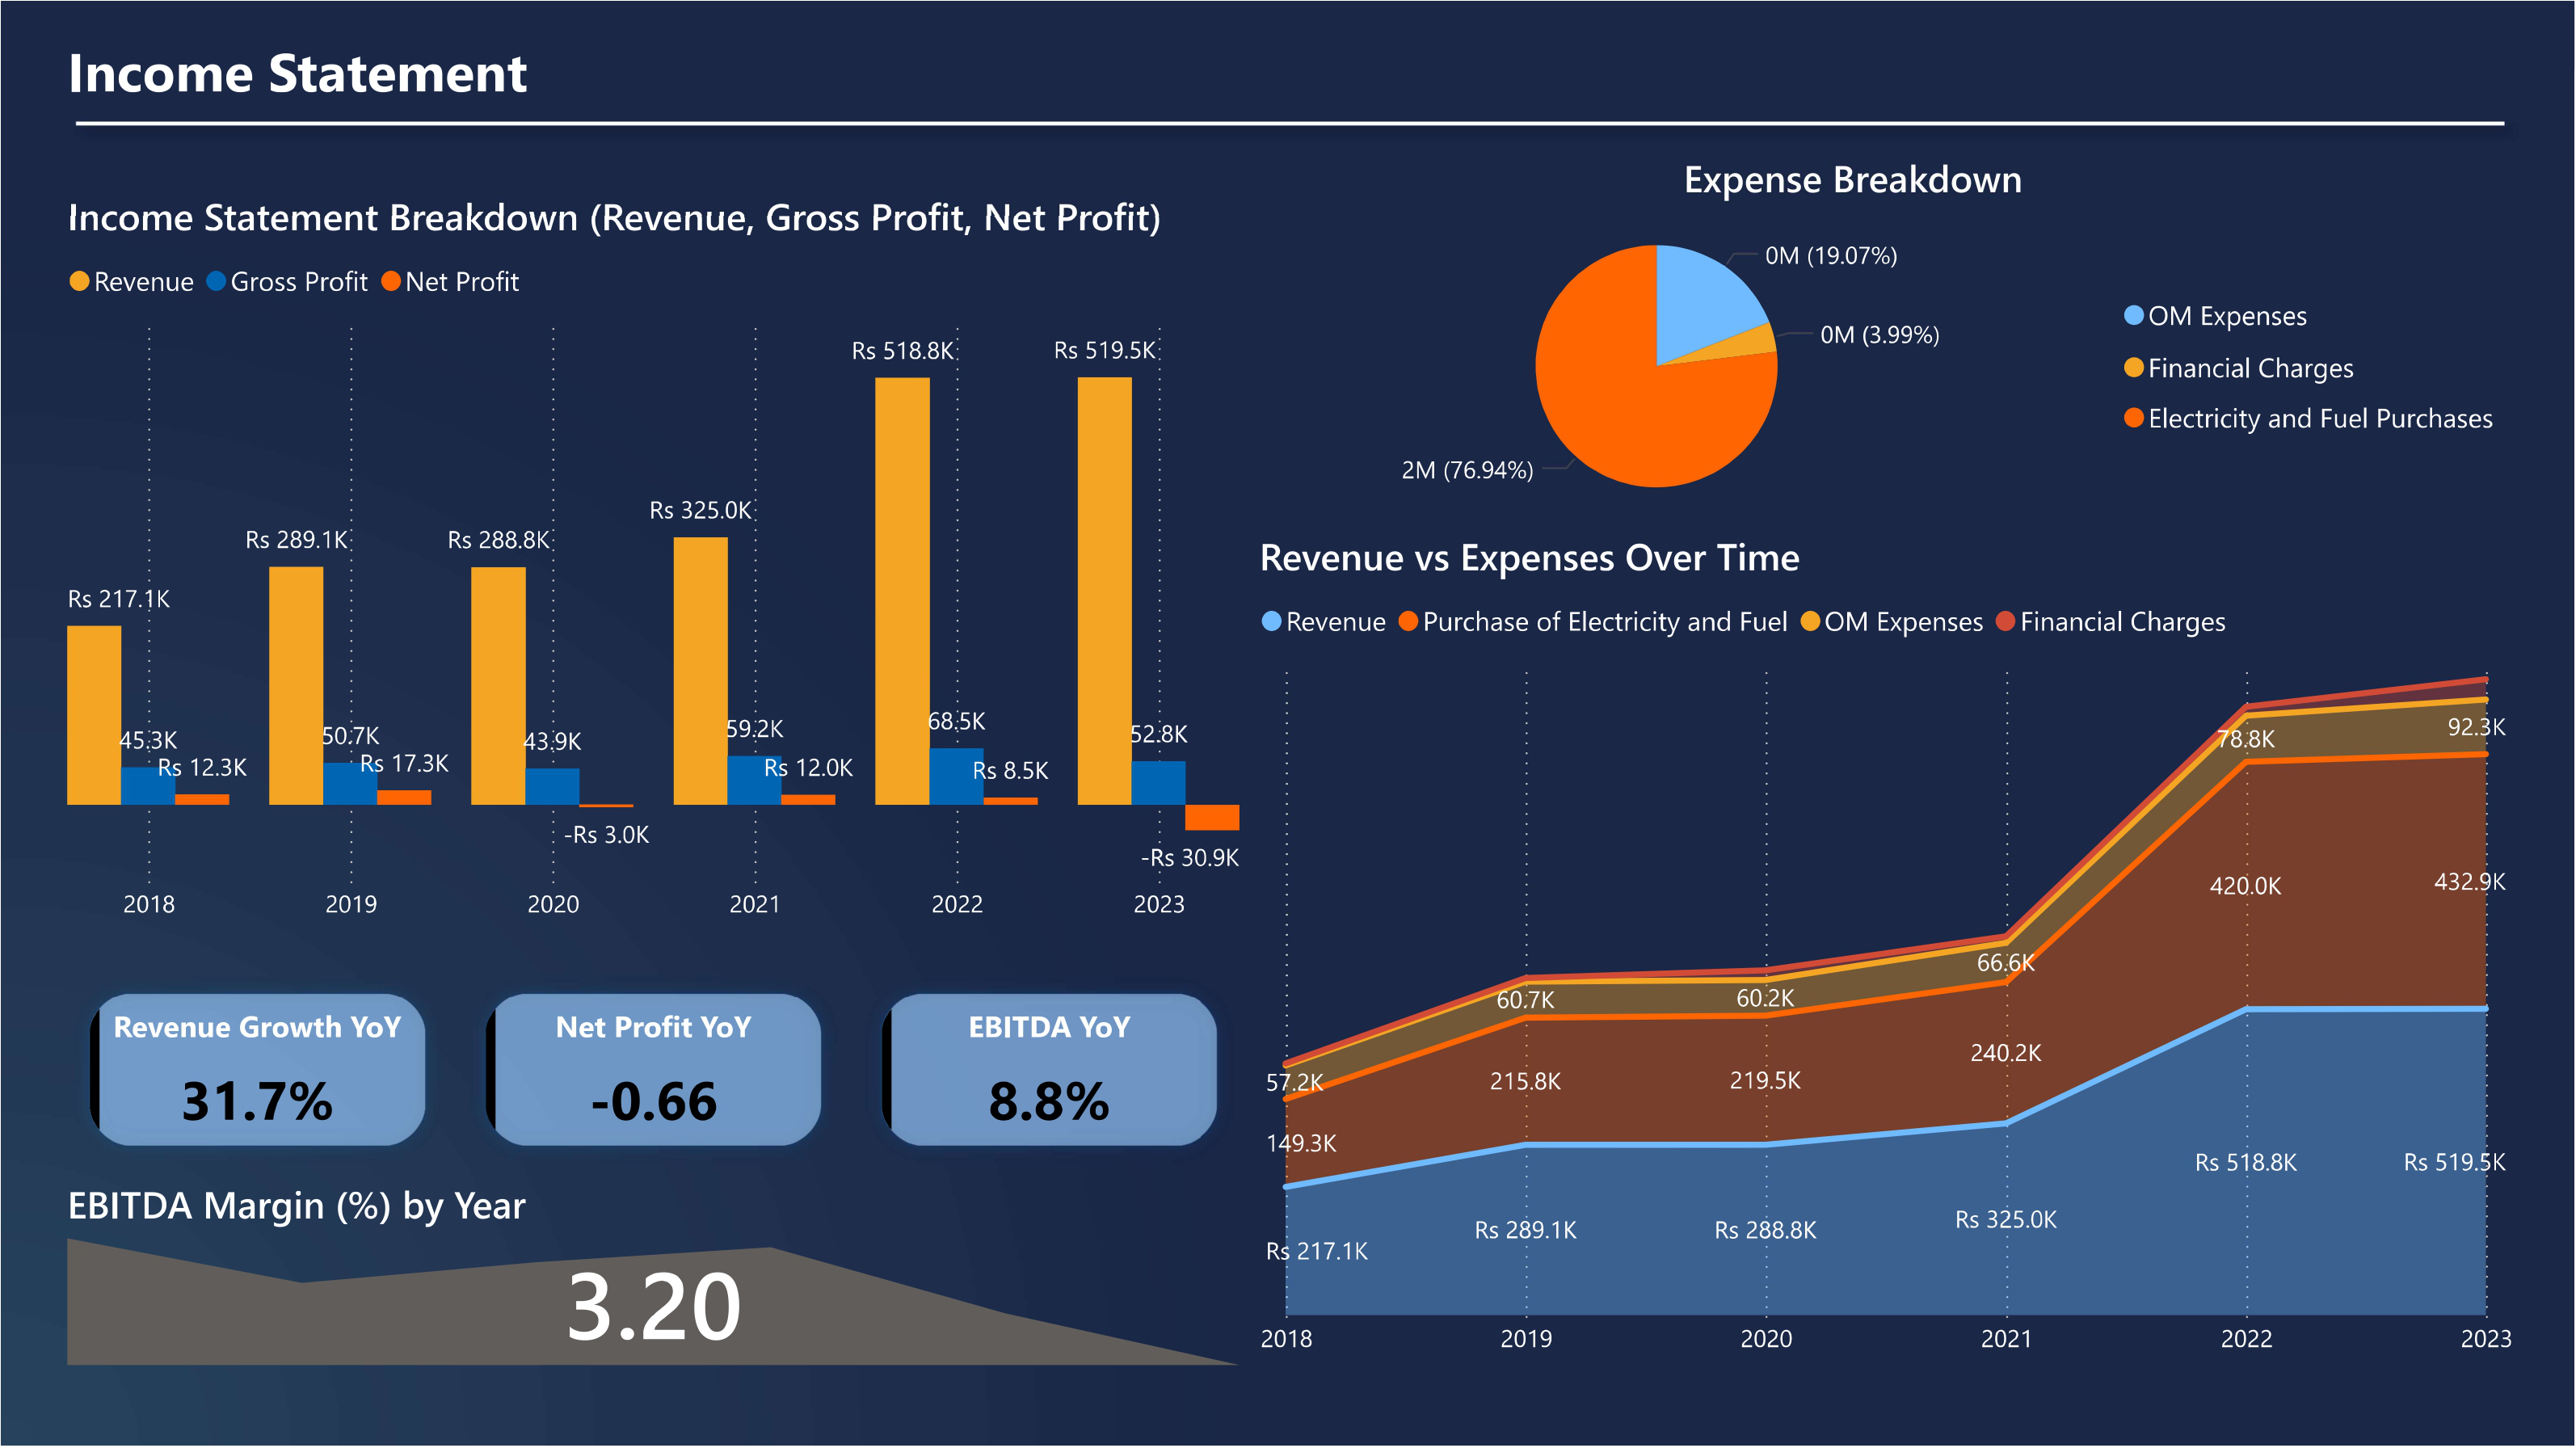 Income Statement
Income Statement Breakdown (Revenue, Gross Profit, Net Profit)
Revenue Gross Profit Net Profit
Rs 217.1K
45.3K
Rs 12.3K
Rs 289.1K
50.7K
Rs 17.3K
Rs 288.8K
43.9K
-Rs 3.0K
Rs 325.0K
59.2K
Rs 12.0K
Rs 518.8K
68.5K
Rs 8.5K
Rs 519.5K
52.8K
-Rs 30.9K
2018 2019 2020 2021 2022 2023
Revenue Growth YoY
31.7%
Net Profit YoY
-0.66
EBITDA YoY
8.8%
EBITDA Margin (%) by Year
3.20
Expense Breakdown
0M (19.07%)
0M (3.99%)
2M (76.94%)
OM Expenses
Financial Charges
Electricity and Fuel Purchases
Revenue vs Expenses Over Time
Revenue Purchase of Electricity and Fuel OM Expenses Financial Charges
57.2K
149.3K
Rs 217.1K
60.7K
215.8K
Rs 289.1K
60.2K
219.5K
Rs 288.8K
66.6K
240.2K
Rs 325.0K
78.8K
420.0K
Rs 518.8K
92.3K
432.9K
Rs 519.5K
2018 2019 2020 2021 2022 2023